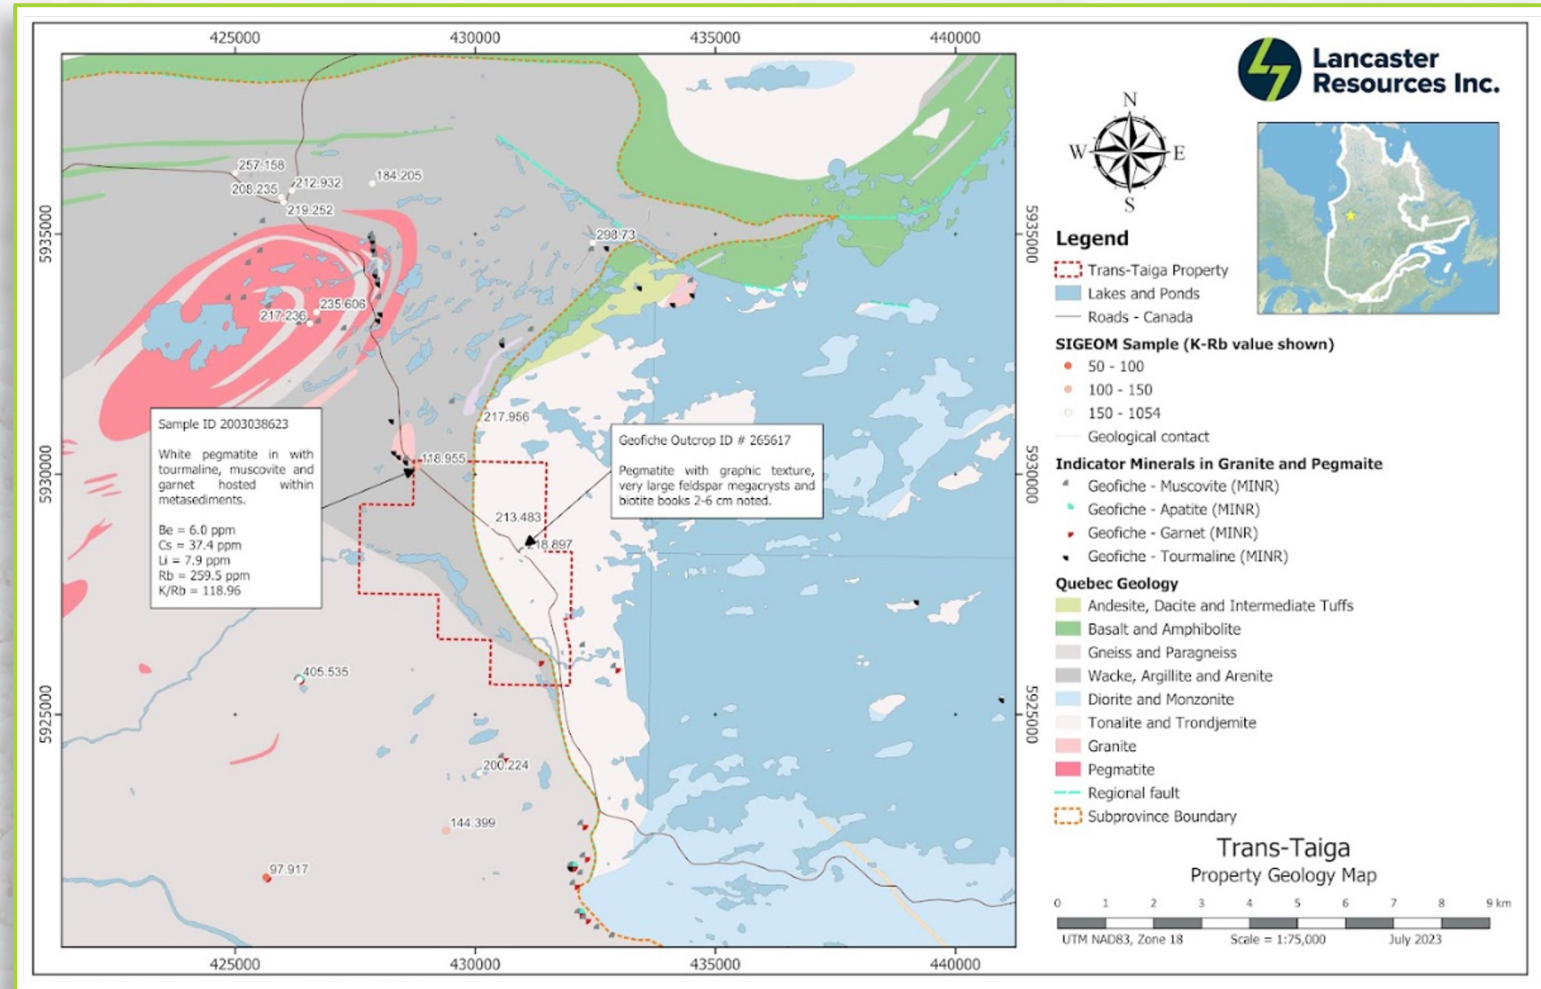 425000
430000
435000
440000
Lancaster
Resources Inc.
N
W
E
S
257.158
208.235
212.932
219.252
184.205
298.73
5935000
5935000
235.606
217.236
217.956
118.955
213.483
218.897
5930000
5930000
Sample ID 2003038623
White pegmatite in with
tourmaline, muscovite and
garnet hosted within
metasediments.
Be = 6.0 ppm
Cs = 37.4 ppm
Li = 7.9 ppm
Rb = 259.5 ppm
K/Rb = 118.96
Geofiche Outcrop ID # 265617
Pegmatite with graphic texture,
very large feldspar megacrysts and
biotite books 2-6 cm noted.
405.535
5925000
5925000
200.224
144.399
97.917
425000
430000
435000
440000
Legend
Trans-Taiga Property
Lakes and Ponds
Roads - Canada
SIGEOM Sample (K-Rb value shown)
50 - 100
100 - 150
150 - 1054
Geological contact
Indicator Minerals in Granite and Pegmaite
Geofiche - Muscovite (MINR)
Geofiche - Apatite (MINR)
Geofiche - Garnet (MINR)
Geofiche - Tourmaline (MINR)
Quebec Geology
Andesite, Dacite and Intermediate Tuffs
Basalt and Amphibolite
Gneiss and Paragneiss
Wacke, Argillite and Arenite
Diorite and Monzonite
Tonalite and Trondjemite
Granite
Pegmatite
Regional fault
Subprovince Boundary
Trans-Taiga
Property Geology Map
0 1 2 3 4 5 6 7 8 9 km
UTM NAD83, Zone 18 Scale = 1:75,000 July 2023